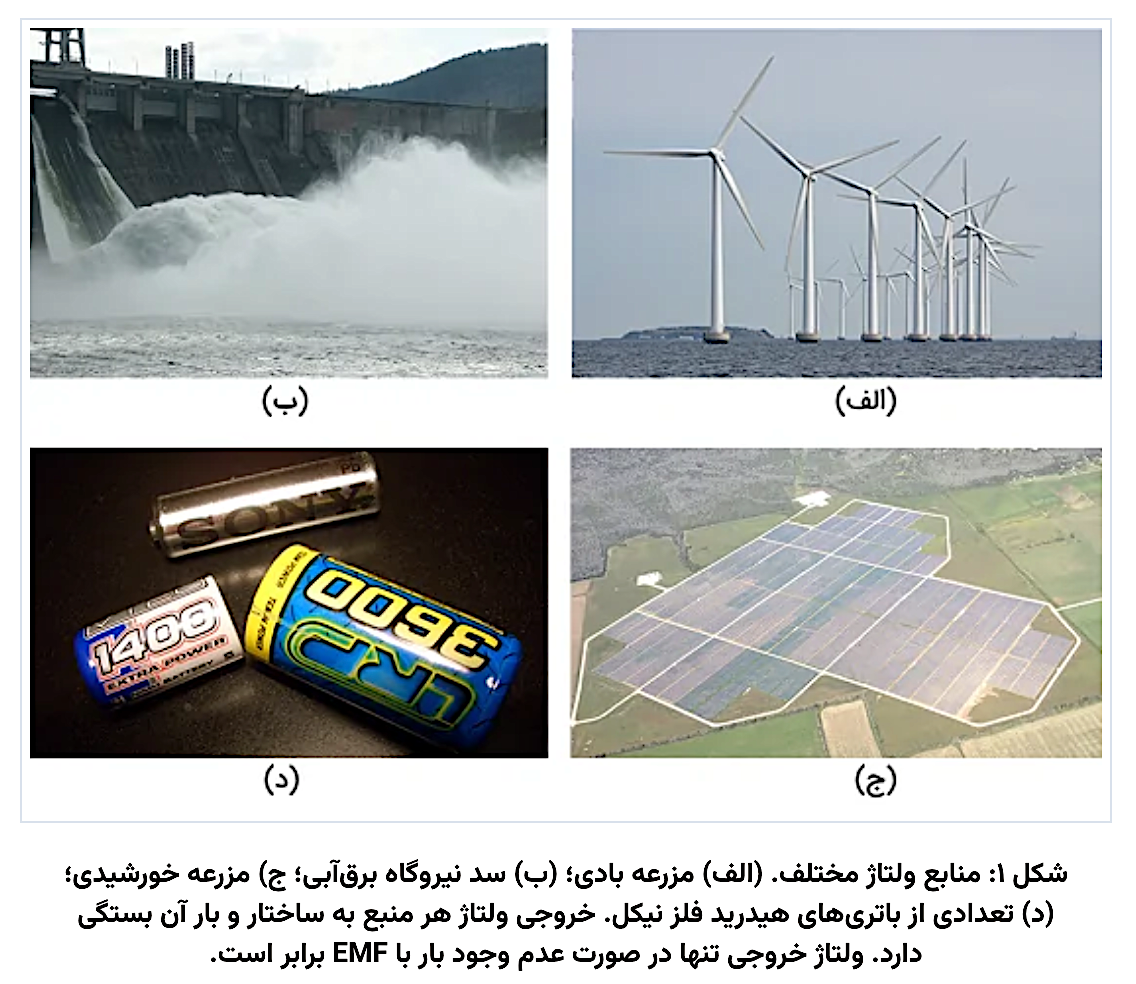 (الف)
(ب)
(ج)
SONY
1400
EXTRA POWER
3600
(د)
شکل ۱: منابع ولتاژ مختلف. (الف) مزرعه بادی؛ (ب) سد نیروگاه برق‌آبی؛ ج) مزرعه خورشیدی؛
(د) تعدادی از باتری‌های هیدرید فلز نیکل. خروجی ولتاژ هر منبع به ساختار و بار آن بستگی
دارد. ولتاژ خروجی تنها در صورت عدم وجود بار با EMF برابر است.